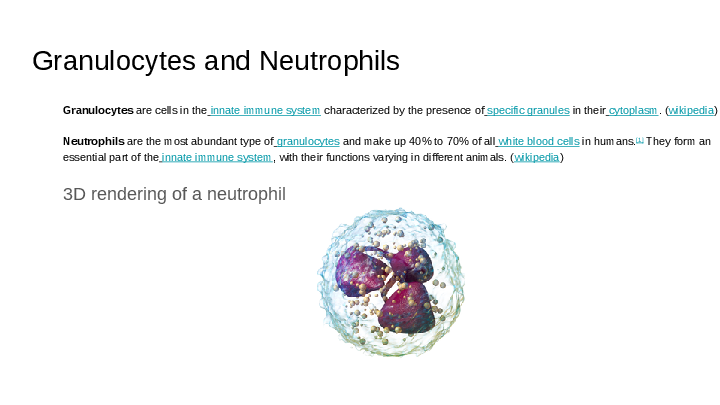 Granulocytes and Neutrophils
Granulocytes are cells in the innate immune system characterized by the presence of specific granules in their cytoplasm. (wikipedia)
Neutrophils are the most abundant type of granulocytes and make up 40% to 70% of all white blood cells in humans.[1] They form an
essential part of the innate immune system, with their functions varying in different animals. (wikipedia)
3D rendering of a neutrophil